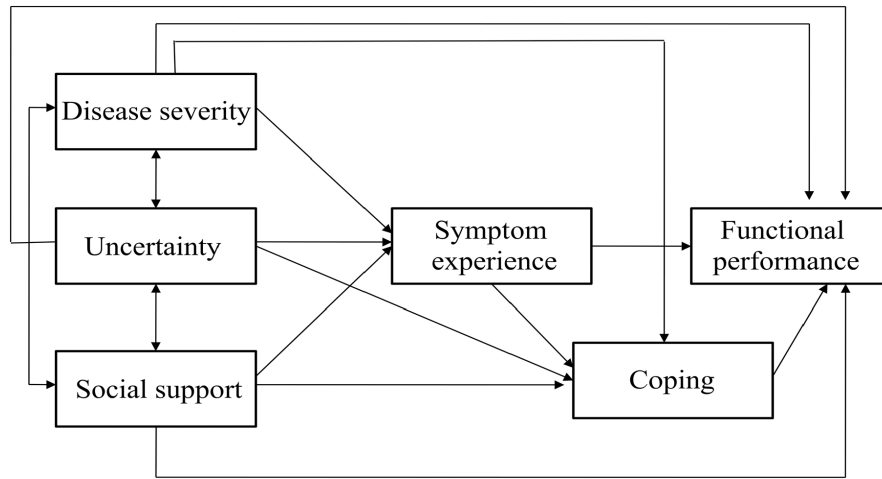 Disease severity
Uncertainty
Social support
Symptom
experience
Coping
Functional
performance